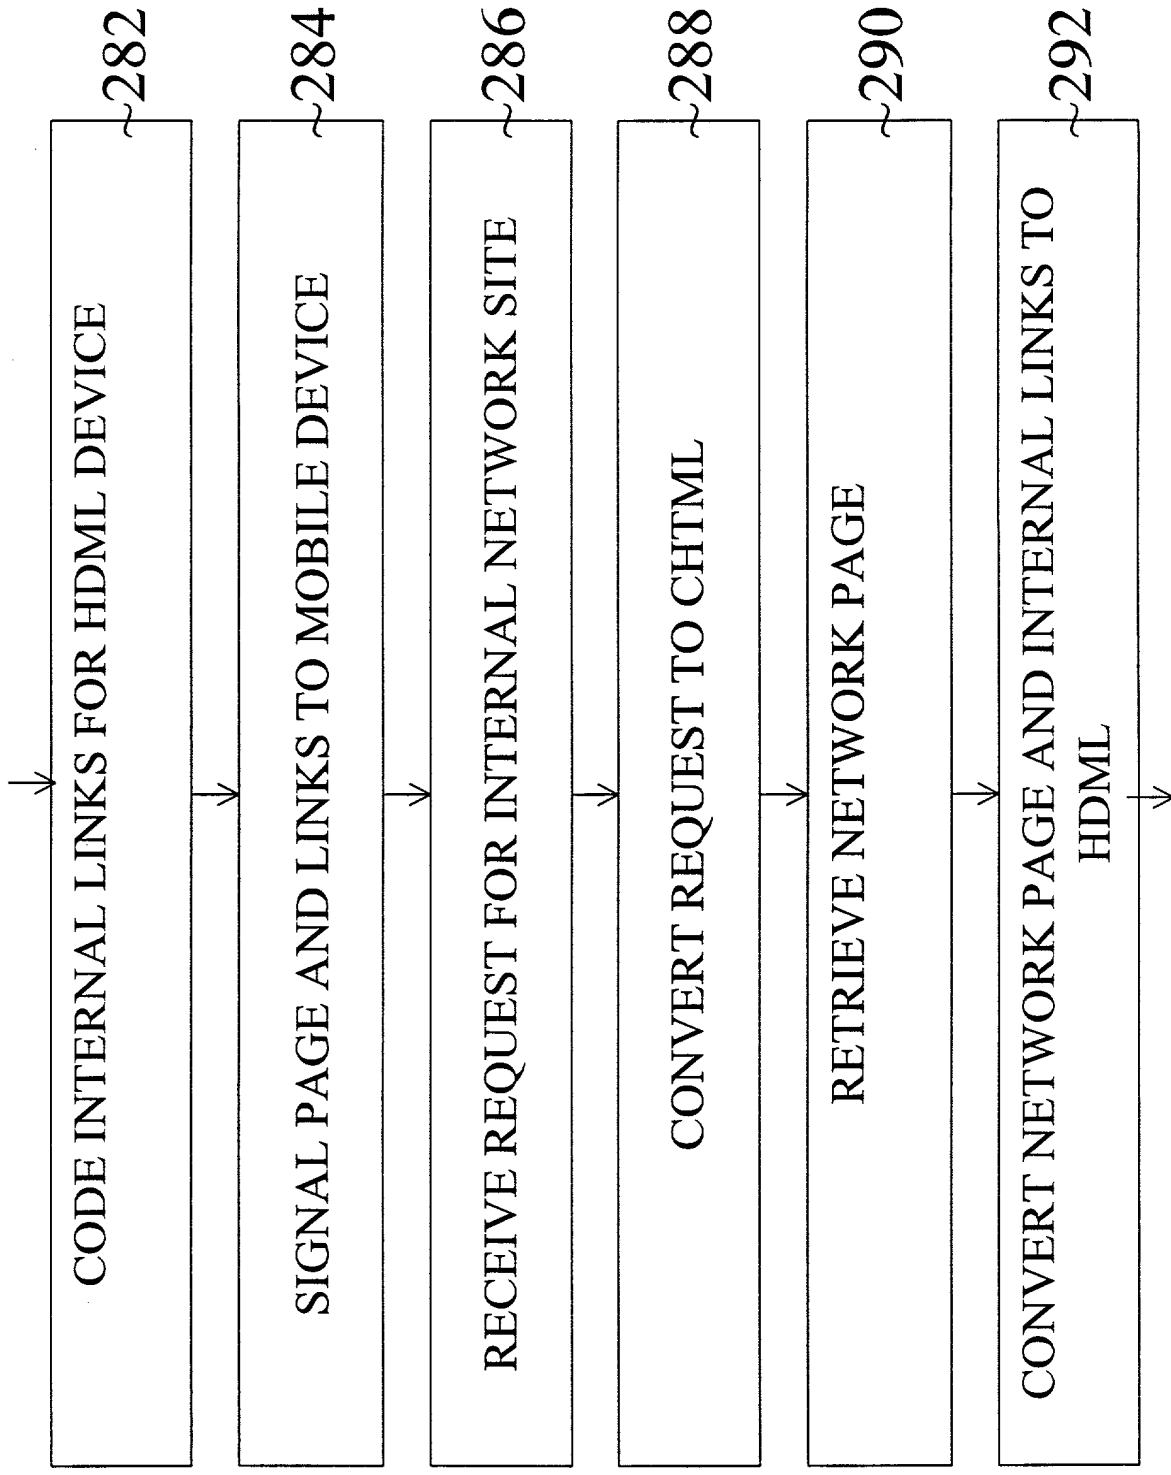 CODE INTERNAL LINKS FOR HDML DEVICE
~282
SIGNAL PAGE AND LINKS TO MOBILE DEVICE
~284
RECEIVE REQUEST FOR INTERNAL NETWORK SITE
~286
CONVERT REQUEST TO CHTML
~288
RETRIEVE NETWORK PAGE
~290
CONVERT NETWORK PAGE AND INTERNAL LINKS TO
HDML
~292